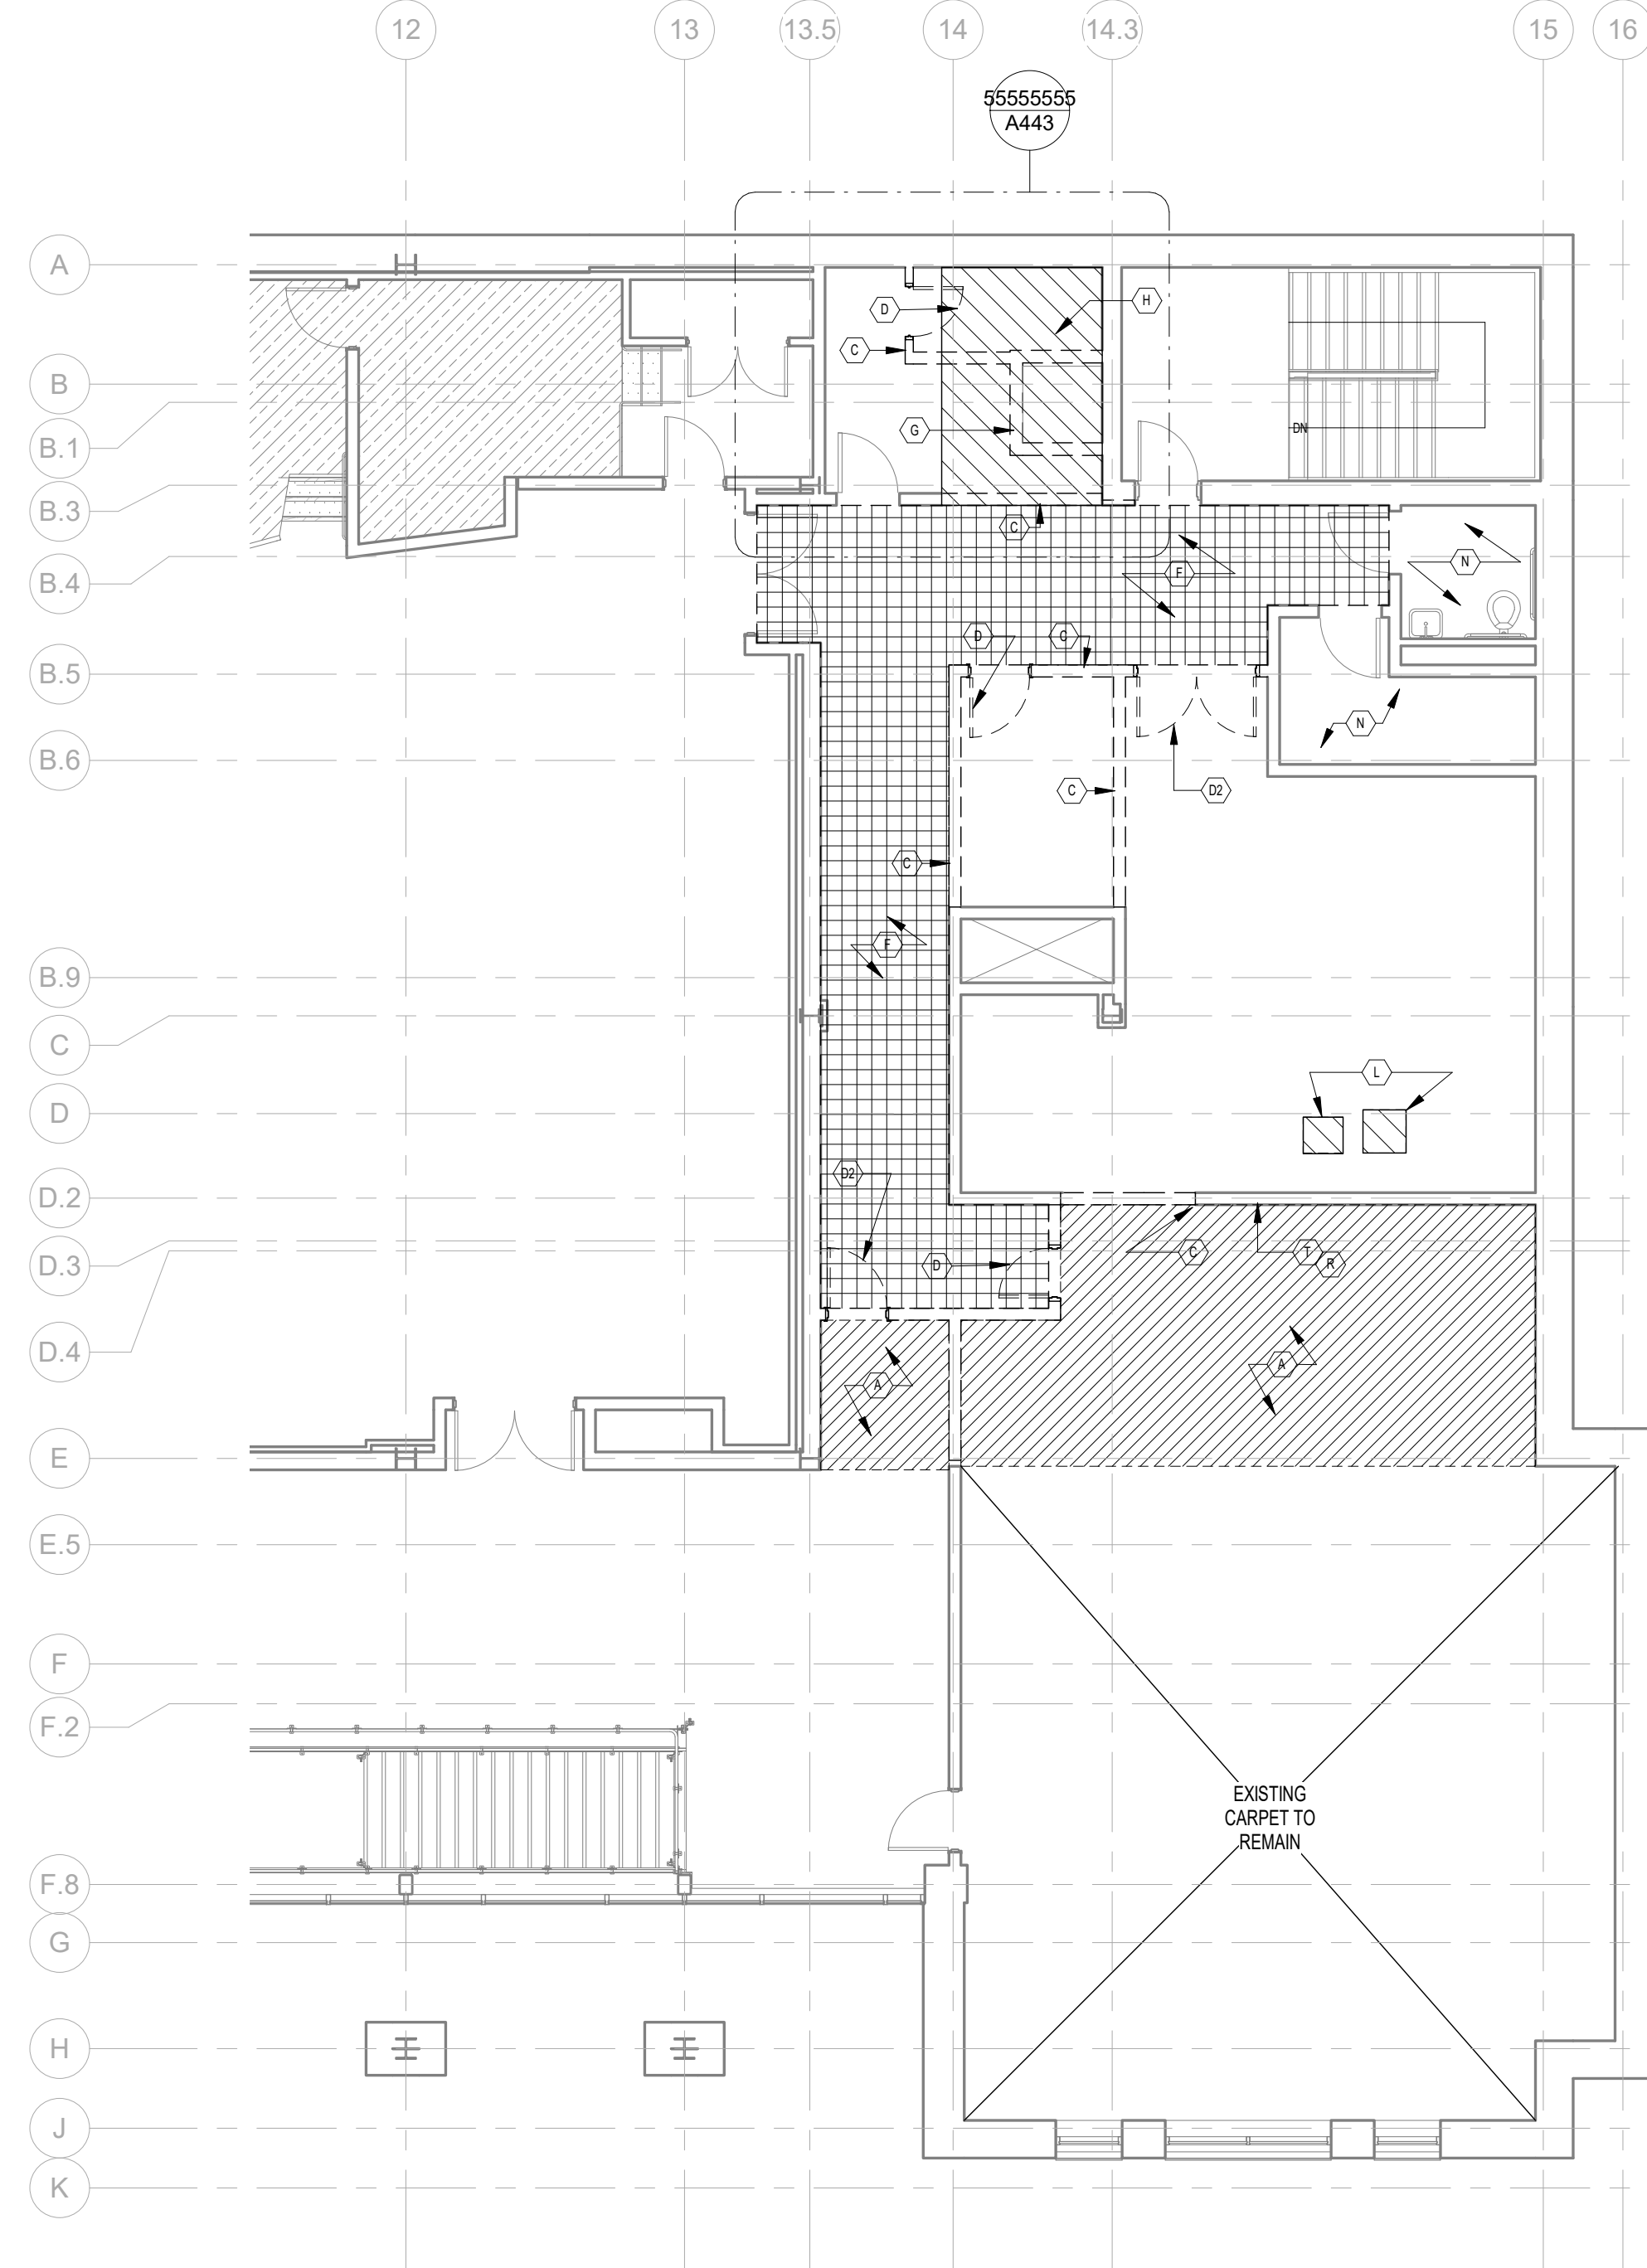 12
13
13.5
14
14.3
15
16
55555555
A443
A
D
H
C
B
G
DN
B.1
B.3
C
N
F
B.4
D
C
B.5
N
B.6
C
D2
C
F
B.9
C
L
D
D2
D.2
C
T
R
D
D.3
A
A
D.4
E
E.5
F
F.2
EXISTING
CARPET TO
REMAIN
F.8
G
H
J
K